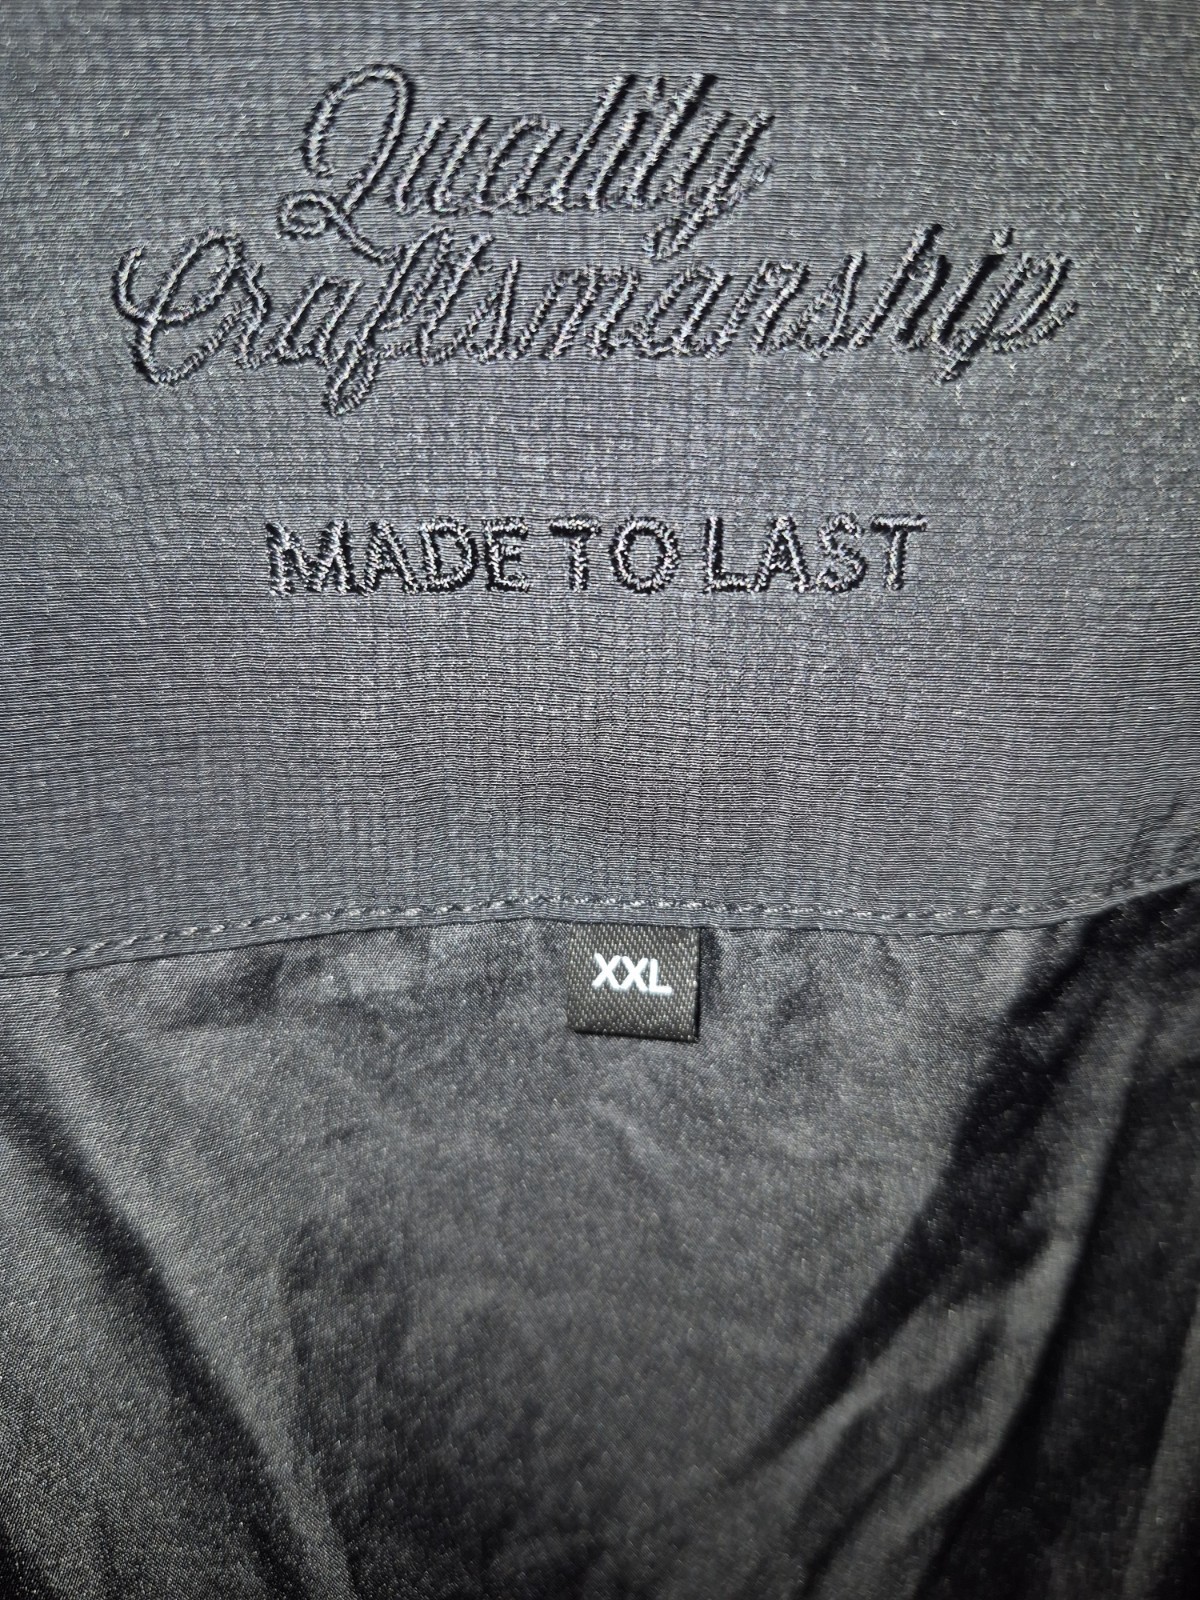 Quality
Craftsmanship
MADE TO LAST
XXL